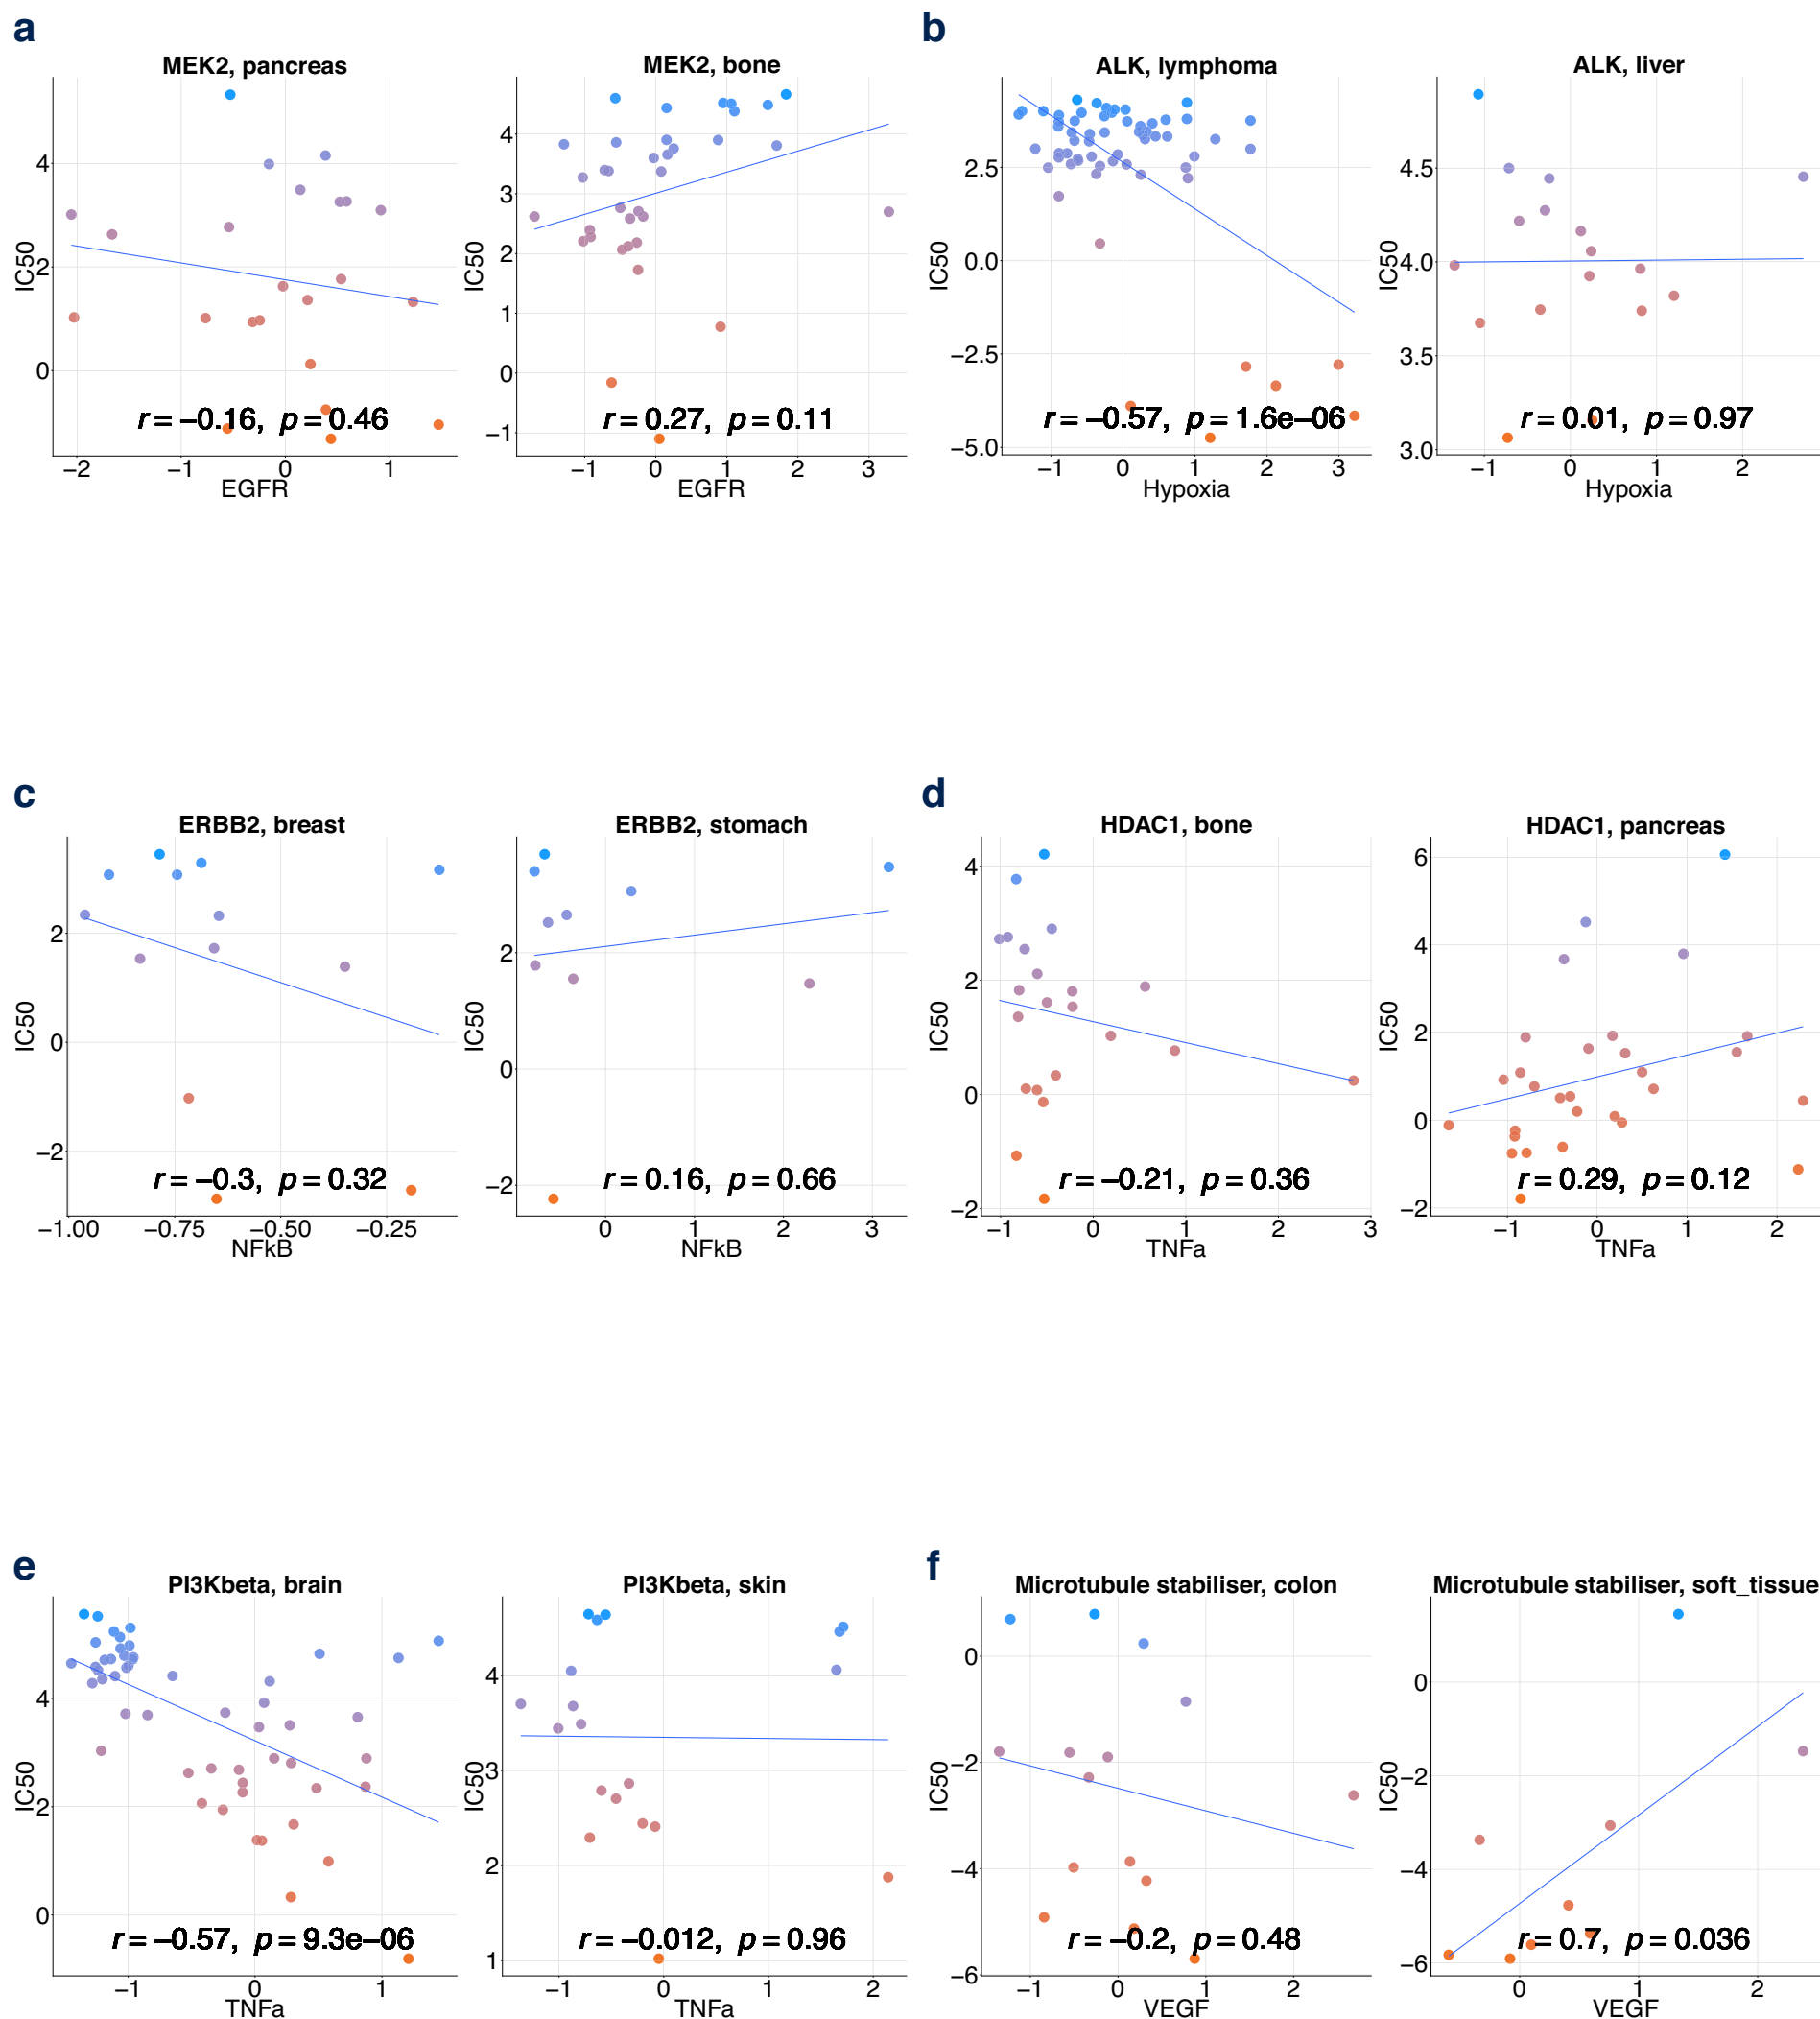 a
b
MEK2, pancreas
MEK2, bone
ALK, lymphoma
ALK, liver
IC50
4
2
0
r = −0.16, p = 0.46
−2 −1 0 1
EGFR
IC50
4
3
2
1
0
−1
r = 0.27, p = 0.11
−1 0 1 2 3
EGFR
IC50
2.5
0.0
−2.5
−5.0
r = −0.57, p = 1.6e−06
−1 0 1 2 3
Hypoxia
IC50
4.5
4.0
3.5
3.0
r = 0.01, p = 0.97
−1 0 1 2
Hypoxia
c
d
ERBB2, breast
ERBB2, stomach
HDAC1, bone
HDAC1, pancreas
IC50
2
0
−2
r = −0.3, p = 0.32
−1.00 −0.75 −0.50 −0.25
NFkB
IC50
2
0
−2
r = 0.16, p = 0.66
0 1 2 3
NFkB
IC50
4
2
0
−2
r = −0.21, p = 0.36
−1 0 1 2 3
TNFa
IC50
6
4
2
0
−2
r = 0.29, p = 0.12
−1 0 1 2
TNFa
e
f
PI3Kbeta, brain
PI3Kbeta, skin
Microtubule stabiliser, colon
Microtubule stabiliser, soft_tissue
IC50
4
2
0
r = −0.57, p = 9.3e−06
−1 0 1
TNFa
IC50
4
3
2
1
r = −0.012, p = 0.96
−1 0 1 2
TNFa
IC50
0
−2
−4
−6
r = −0.2, p = 0.48
−1 0 1 2
VEGF
IC50
0
−2
−4
−6
r = 0.7, p = 0.036
0 1 2
VEGF